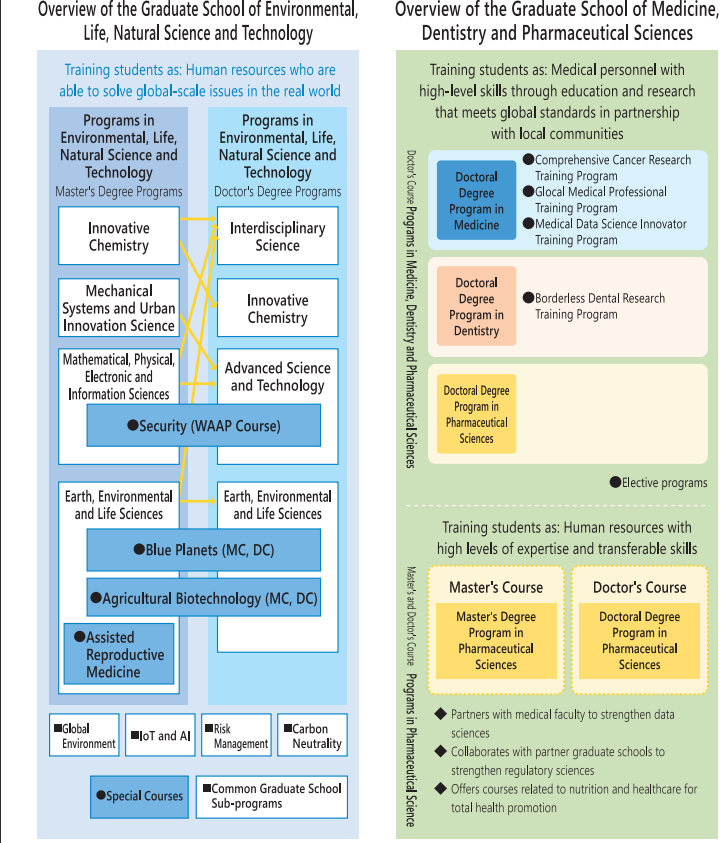 Overview of the Graduate School of Environmental,
Life, Natural Science and Technology
Training students as: Human resources who are
able to solve global-scale issues in the real world
Programs in
Environmental, Life,
Natural Science and
Technology
Master's Degree Programs
Programs in
Environmental, Life,
Natural Science and
Technology
Doctor's Degree Programs
Innovative
Chemistry
Interdisciplinary
Science
Mechanical
Systems and Urban
Innovation Science
Innovative
Chemistry
Mathematical, Physical,
Electronic and
Information Sciences
Advanced Science
and Technology
●Security (WAAP Course)
Earth, Environmental
and Life Sciences
Earth, Environmental
and Life Sciences
●Blue Planets (MC, DC)
●Agricultural Biotechnology (MC, DC)
●Assisted
Reproductive
Medicine
■Global
Environment
■IoT and AI
■Risk
Management
■Carbon
Neutrality
●Special Courses
■Common Graduate School
Sub-programs
Overview of the Graduate School of Medicine,
Dentistry and Pharmaceutical Sciences
Training students as: Medical personnel with
high-level skills through education and research
that meets global standards in partnership
with local communities
Doctor's Course Programs in Medicine, Dentistry and Pharmaceutical Sciences
Doctoral
Degree
Program in
Medicine
●Comprehensive Cancer Research
Training Program
●Glocal Medical Professional
Training Program
●Medical Data Science Innovator
Training Program
Doctoral
Degree
Program in
Dentistry
●Borderless Dental Research
Training Program
Doctoral Degree
Program in
Pharmaceutical
Sciences
●Elective programs
Training students as: Human resources with
high levels of expertise and transferable skills
Master's and Doctor's Course Programs in Pharmaceutical Science
Master's Course
Master's Degree
Program in
Pharmaceutical
Sciences
Doctor's Course
Doctoral Degree
Program in
Pharmaceutical
Sciences
◆ Partners with medical faculty to strengthen data
sciences
◆ Collaborates with partner graduate schools to
strengthen regulatory sciences
◆ Offers courses related to nutrition and healthcare for
total health promotion